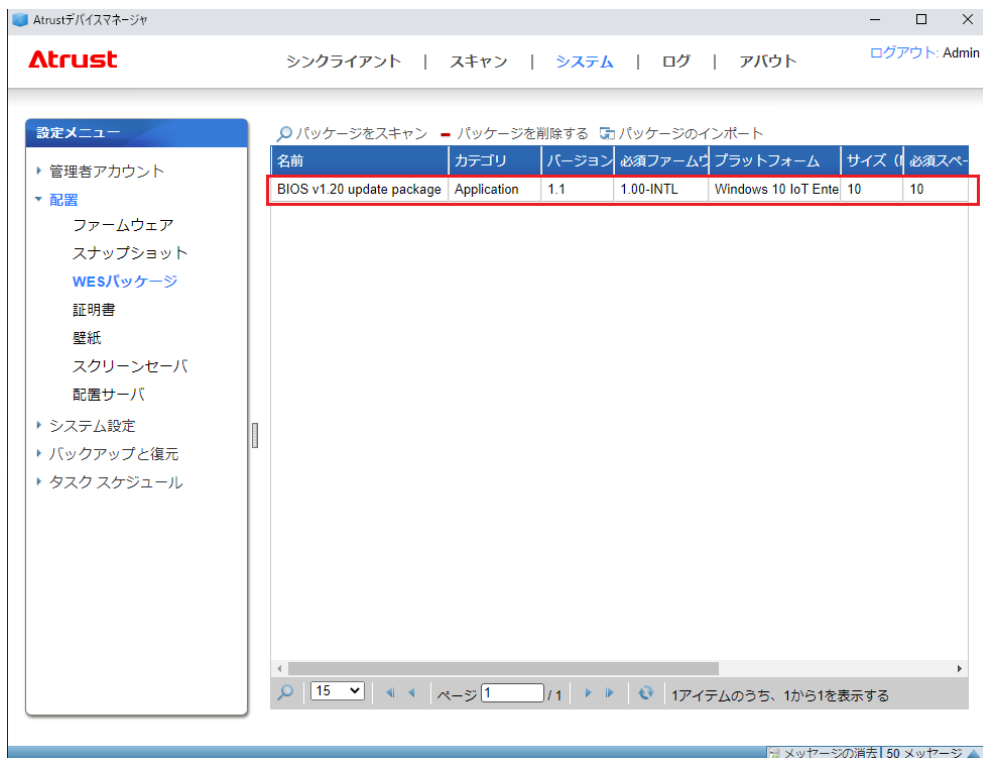 Atrustデバイスマネージャ
Atrust
シンクライアント | スキャン | システム | ログ | アバウト
ログアウト: Admin
設定メニュー
管理者アカウント
配置
ファームウェア
スナップショット
WESパッケージ
証明書
壁紙
スクリーンセーバ
配置サーバ
システム設定
バックアップと復元
タスク スケジュール
パッケージをスキャン パッケージを削除する パッケージのインポート
名前 カテゴリ バージョン 必須ファームウ プラットフォーム サイズ ( 必須スペー
BIOS v1.20 update package Application 1.1 1.00-INTL Windows 10 IoT Ente 10 10
15 ページ 1 / 1 1アイテムのうち、1から1を表示する
メッセージの消去 | 50 メッセージ